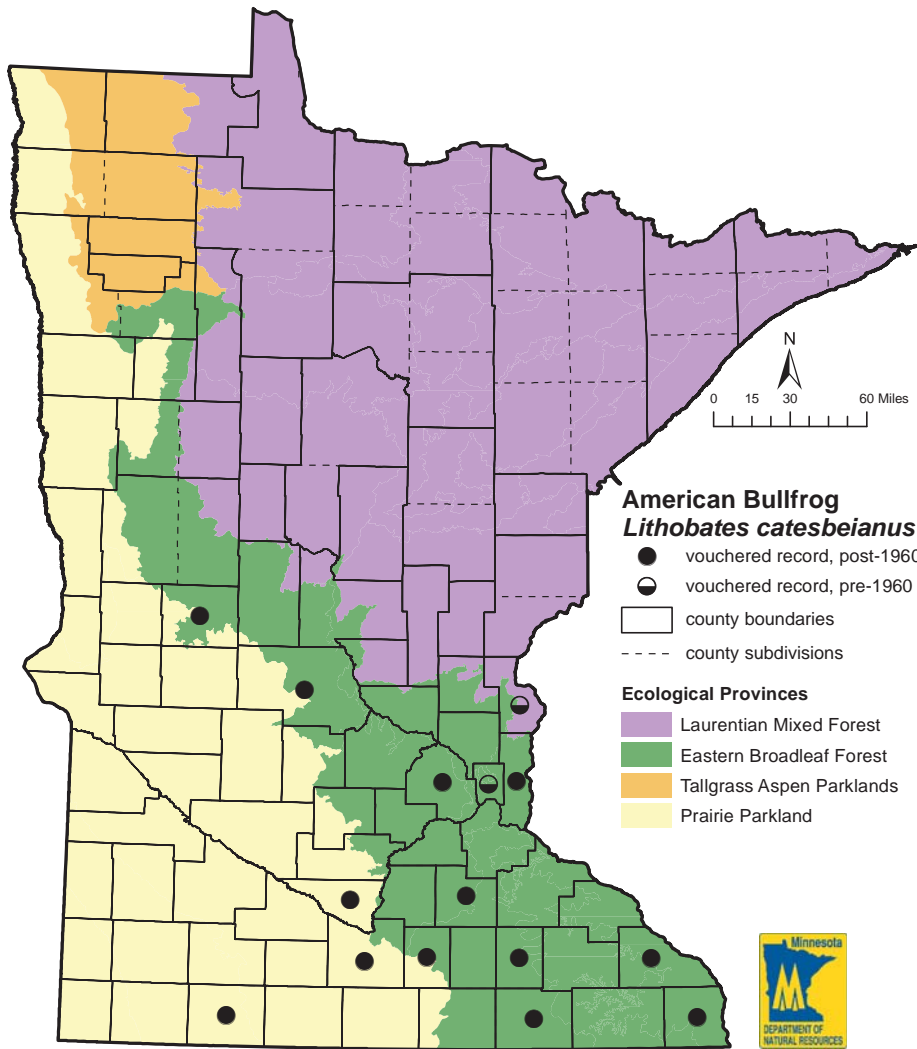 N
0 15 30 60 Miles
American Bullfrog
Lithobates catesbeianus
vouchered record, post-1960
vouchered record, pre-1960
county boundaries
county subdivisions
Ecological Provinces
Laurentian Mixed Forest
Eastern Broadleaf Forest
Tallgrass Aspen Parklands
Prairie Parkland
Minnesota
M
DEPARTMENT OF
NATURAL RESOURCES